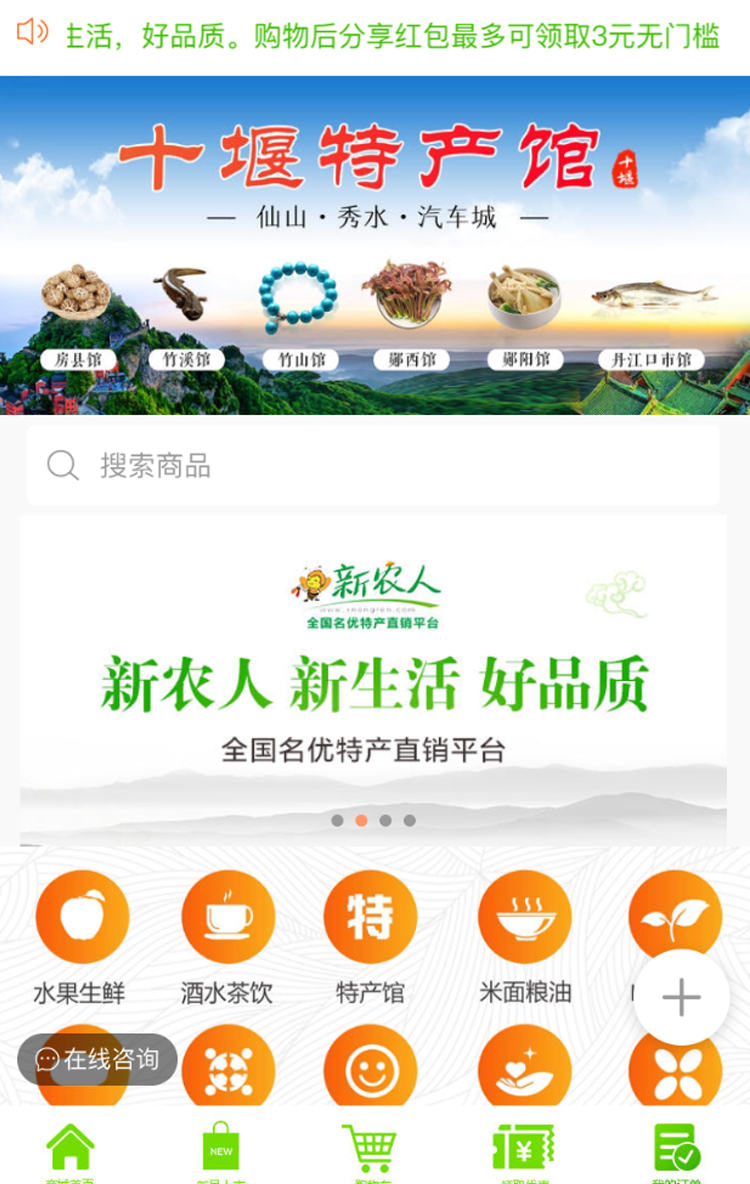 生活，好品质。购物后分享红包最多可领取3元无门槛
十堰特产馆
十堰
— 仙山·秀水·汽车城 —
房县馆 竹溪馆 竹山馆 郧西馆 郧阳馆 丹江口市馆
搜索商品
新农人
www.xnongren.com
全国名优特产直销平台
新农人 新生活 好品质
全国名优特产直销平台
水果生鲜 酒水茶饮 特 特产馆 米面粮油
在线咨询
NEW ¥